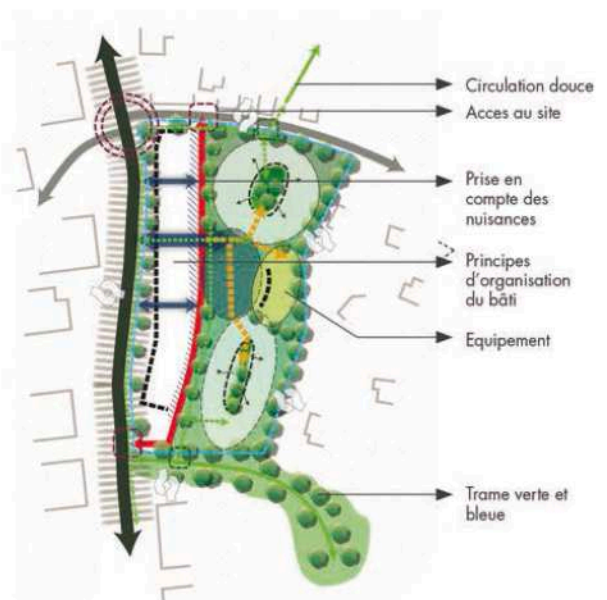 Circulation douce
Acces au site
Prise en
compte des
nuisances
Principes
d'organisation
du bâti
Equipement
Trame verte et
bleue